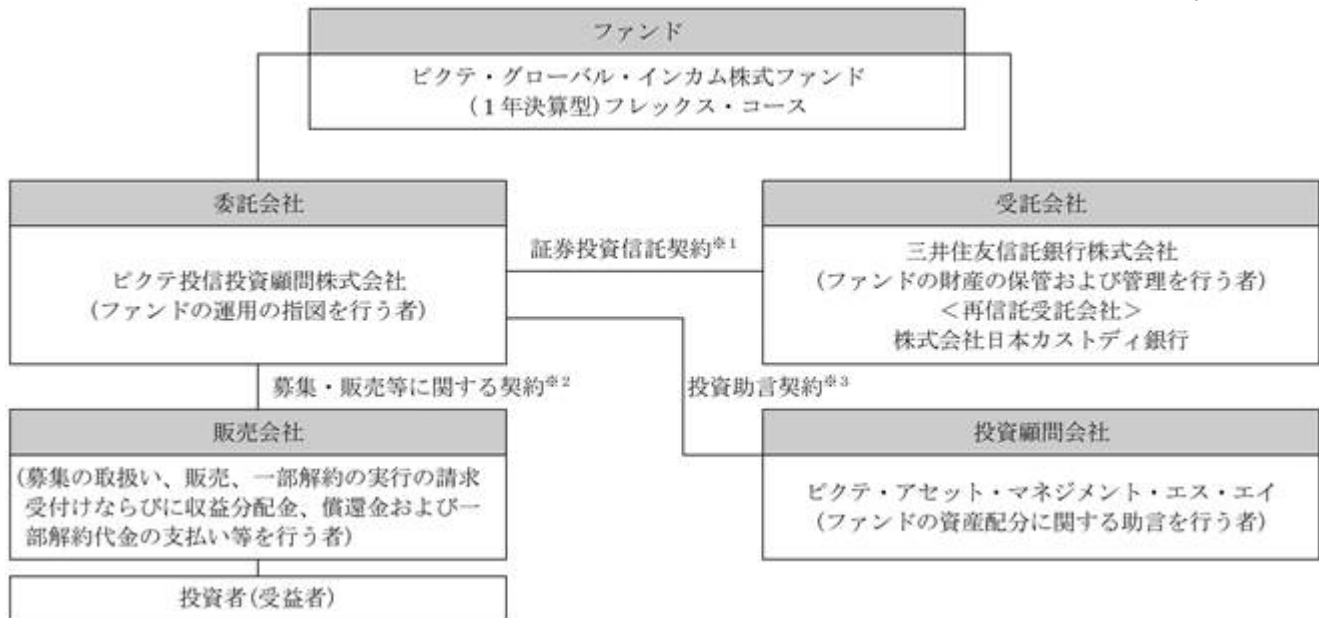 ファンド
ピクテ・グローバル・インカム株式ファンド
(1年決算型)フレックス・コース
委託会社
ピクテ投信投資顧問株式会社
(ファンドの運用の指図を行う者)
証券投資信託契約※1
受託会社
三井住友信託銀行株式会社
(ファンドの財産の保管および管理を行う者)
<再信託受託会社>
株式会社日本カストディ銀行
募集・販売等に関する契約※2
投資助言契約※3
販売会社
(募集の取扱い、販売、一部解約の実行の請求
受付けならびに収益分配金、償還金および一
部解約代金の支払い等を行う者)
投資顧問会社
ピクテ・アセット・マネジメント・エス・エイ
(ファンドの資産配分に関する助言を行う者)
投資者(受益者)